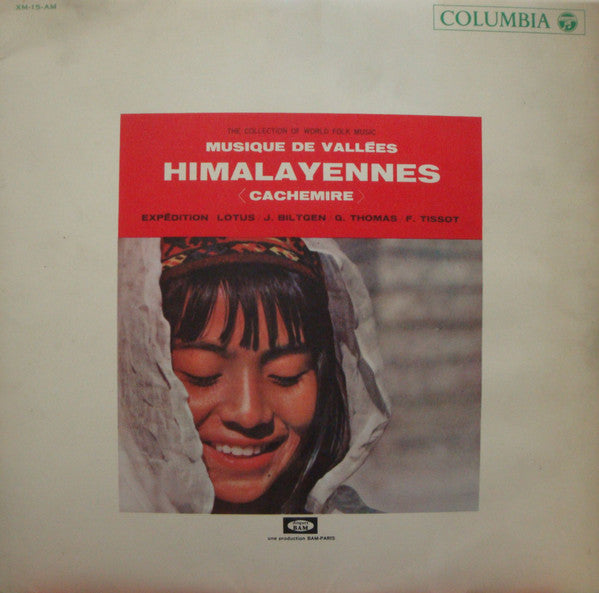 XM-15-AM
COLUMBIA
THE COLLECTION OF WORLD FOLK MUSIC
MUSIQUE DE VALLÉES
HIMALAYENNES
〈CACHEMIRE〉
EXPÉDITION LOTUS J. BILTGEN G. THOMAS F. TISSOT
BAM
une production BAM-PARIS